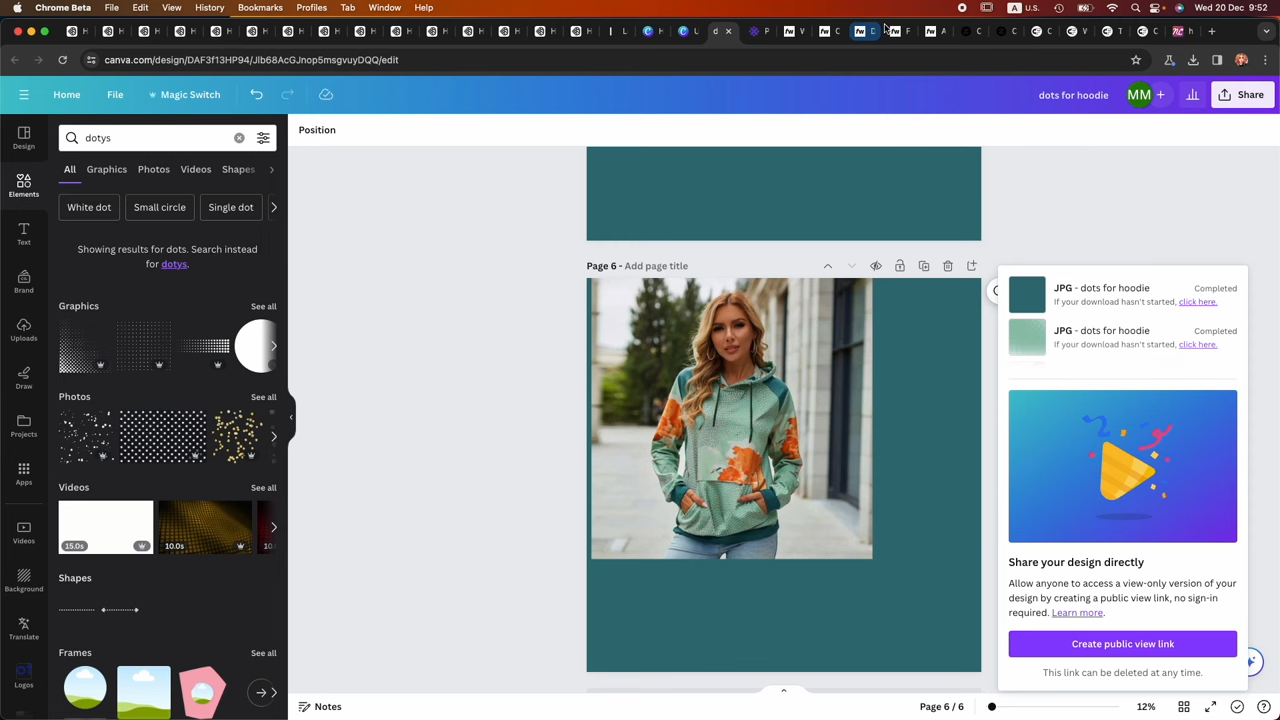 Chrome Beta File Edit View History Bookmarks Profiles Tab Window Help
A U.S. Wed 20 Dec 9:52
canva.com/design/DAF3f13HP94/Jlb68AcGJnop5msgvuyDQQ/edit
Home File Magic Switch
dots for hoodie MM + Share
Design
Elements
Text
Brand
Uploads
Draw
Projects
Apps
Videos
Background
Translate
Logos
dotys
All Graphics Photos Videos Shapes
White dot Small circle Single dot
Showing results for dots. Search instead
for dotys.
Graphics See all
Photos See all
Videos See all
15.0s 10.0s 10.
Shapes
Frames See all
Position
Page 6 - Add page title
JPG - dots for hoodie Completed
If your download hasn't started, click here.
JPG - dots for hoodie Completed
If your download hasn't started, click here.
Share your design directly
Allow anyone to access a view-only version of your
design by creating a public view link, no sign-in
required. Learn more.
Create public view link
This link can be deleted at any time.
Notes
Page 6 / 6 12%